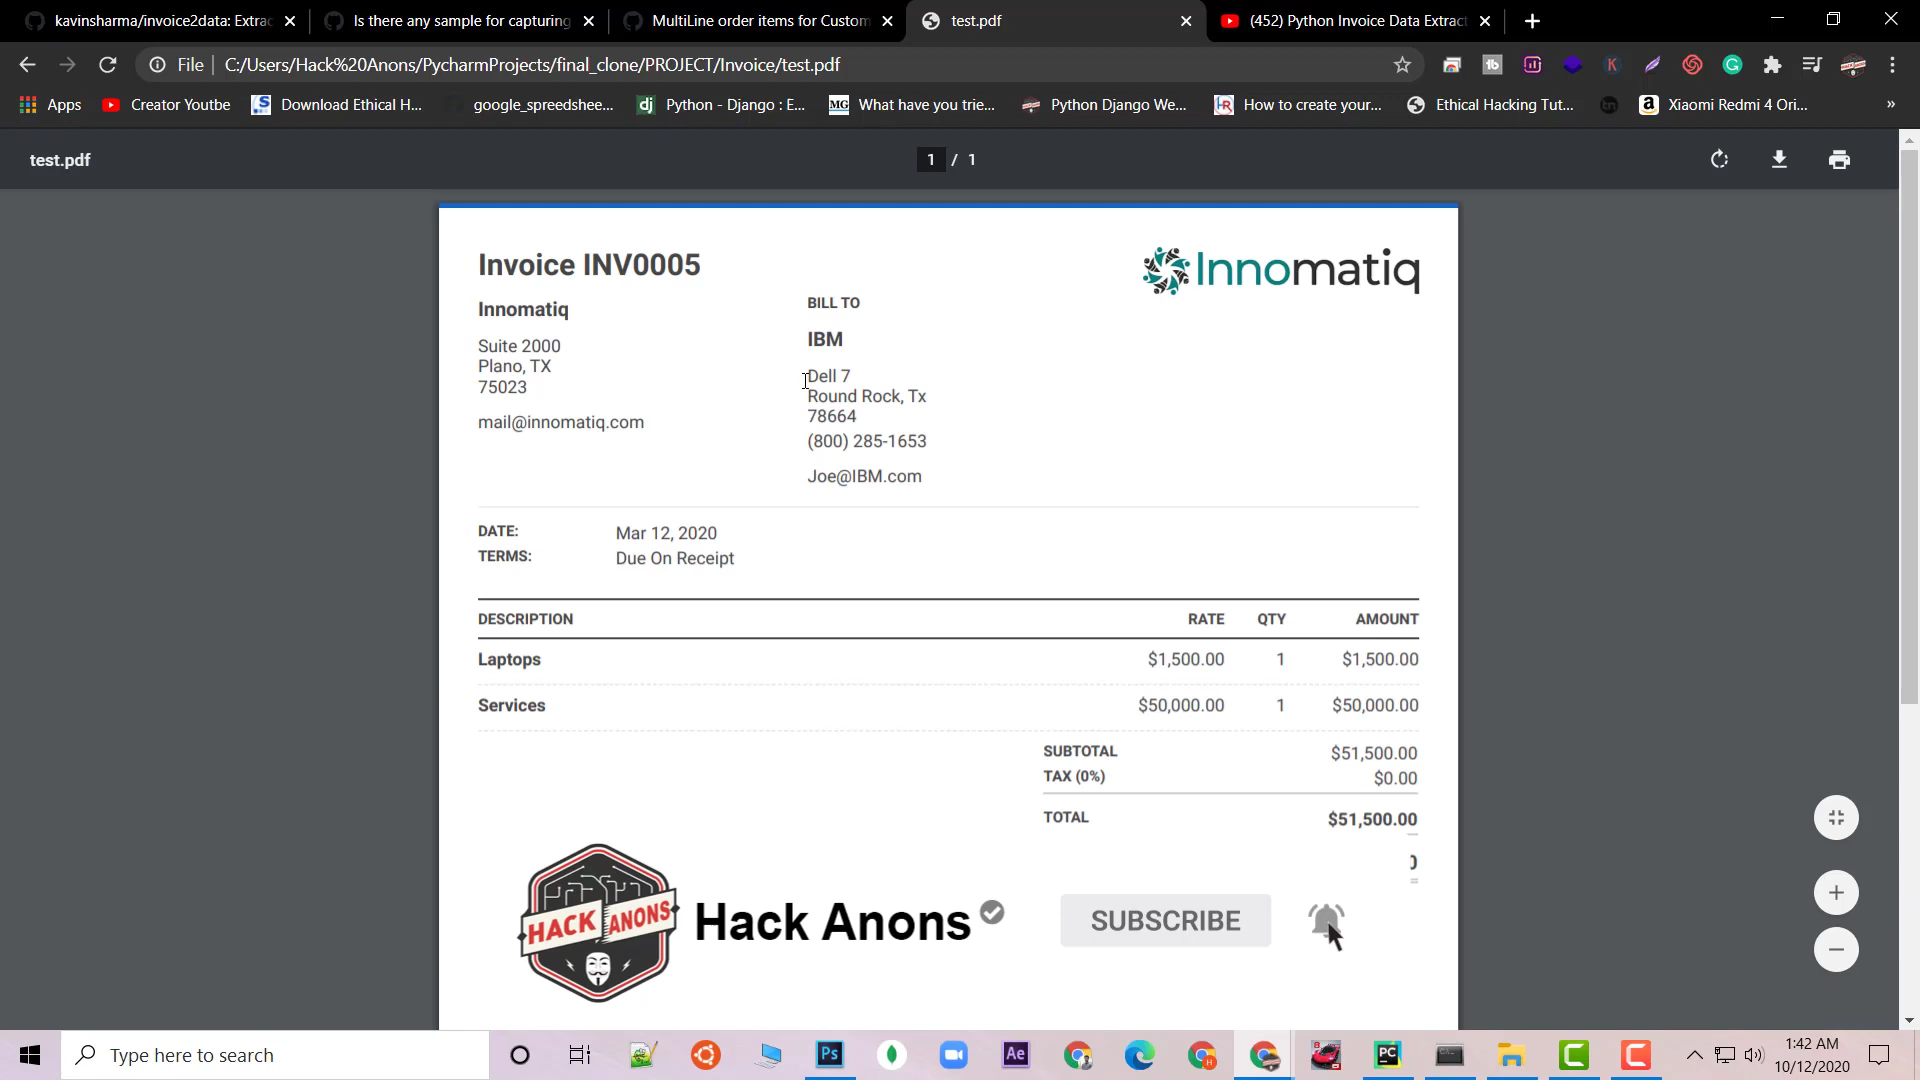 kavinsharma/invoice2data: Extrac
Is there any sample for capturing
MultiLine order items for Custom
test.pdf
(452) Python Invoice Data Extract
File
C:/Users/Hack%20Anons/PycharmProjects/final_clone/PROJECT/Invoice/test.pdf
Apps
Creator Youtbe
Download Ethical H...
google_spreedshee...
Python - Django : E...
What have you trie...
Python Django We...
How to create your...
Ethical Hacking Tut...
Xiaomi Redmi 4 Ori...
»
test.pdf
1 / 1
Invoice INV0005
Innomatiq
Innomatiq
Suite 2000
Plano, TX
75023
mail@innomatiq.com
BILL TO
IBM
Dell 7
Round Rock, Tx
78664
(800) 285-1653
Joe@IBM.com
DATE: Mar 12, 2020
TERMS: Due On Receipt
DESCRIPTION RATE QTY AMOUNT
Laptops $1,500.00 1 $1,500.00
Services $50,000.00 1 $50,000.00
SUBTOTAL $51,500.00
TAX (0%) $0.00
TOTAL $51,500.00
HACK ANONS
Hack Anons
SUBSCRIBE
Type here to search
Ps
Ae
PC
1:42 AM
10/12/2020